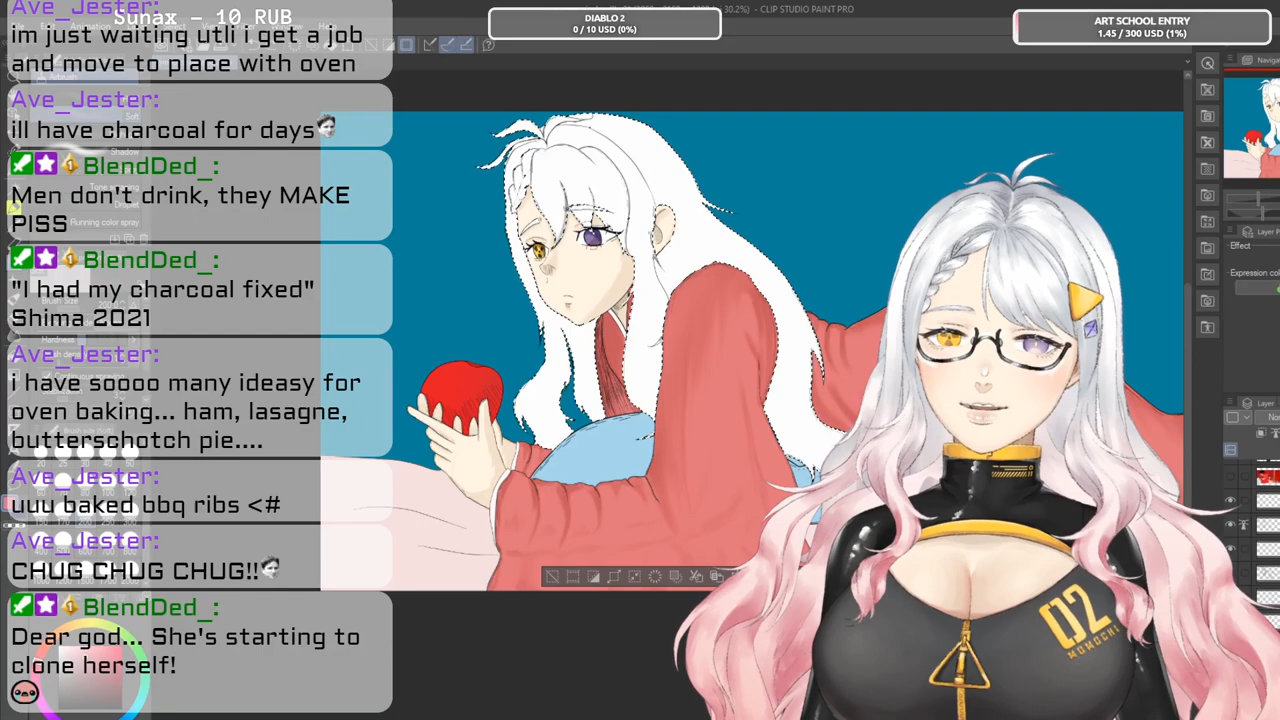 Ave_Jester:
Sunax - 10 RUB
im just waiting utli i get a job
and move to place with oven
Ave_Jester:
ill have charcoal for days
BlendDed_:
Men don't drink, they MAKE
PISS
BlendDed_:
"I had my charcoal fixed"
Shima 2021
Ave_Jester:
i have soooo many ideasy for
oven baking... ham, lasagne,
butterschotch pie....
Ave_Jester:
uuu baked bbq ribs <#
Ave_Jester:
CHUG CHUG CHUG!!
BlendDed_:
Dear god... She's starting to
clone herself!
DIABLO 2
0 / 10 USD (0%)
ART SCHOOL ENTRY
1.45 / 300 USD (1%)
CLIP STUDIO PAINT PRO
Effect
Expression col
Layer
02
MOMOCHI